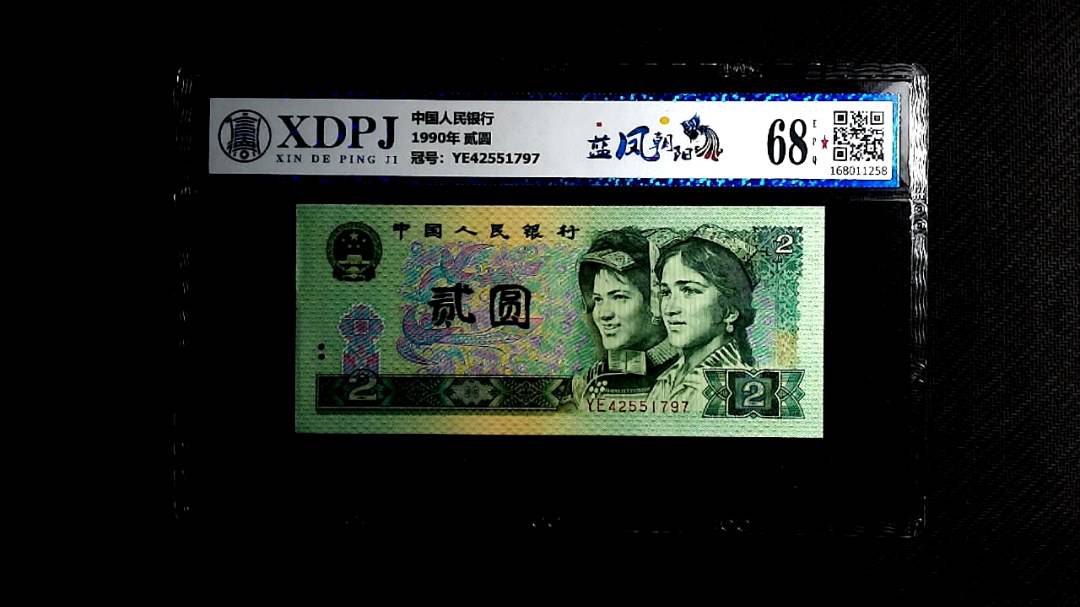 XDPJ
XIN DE PING JI
中国人民银行
1990年 贰圆
冠号：YE42551797
蓝凤朝阳
68
EPQ
168011258
中国人民银行
贰圆
2
2
YE42551797
2